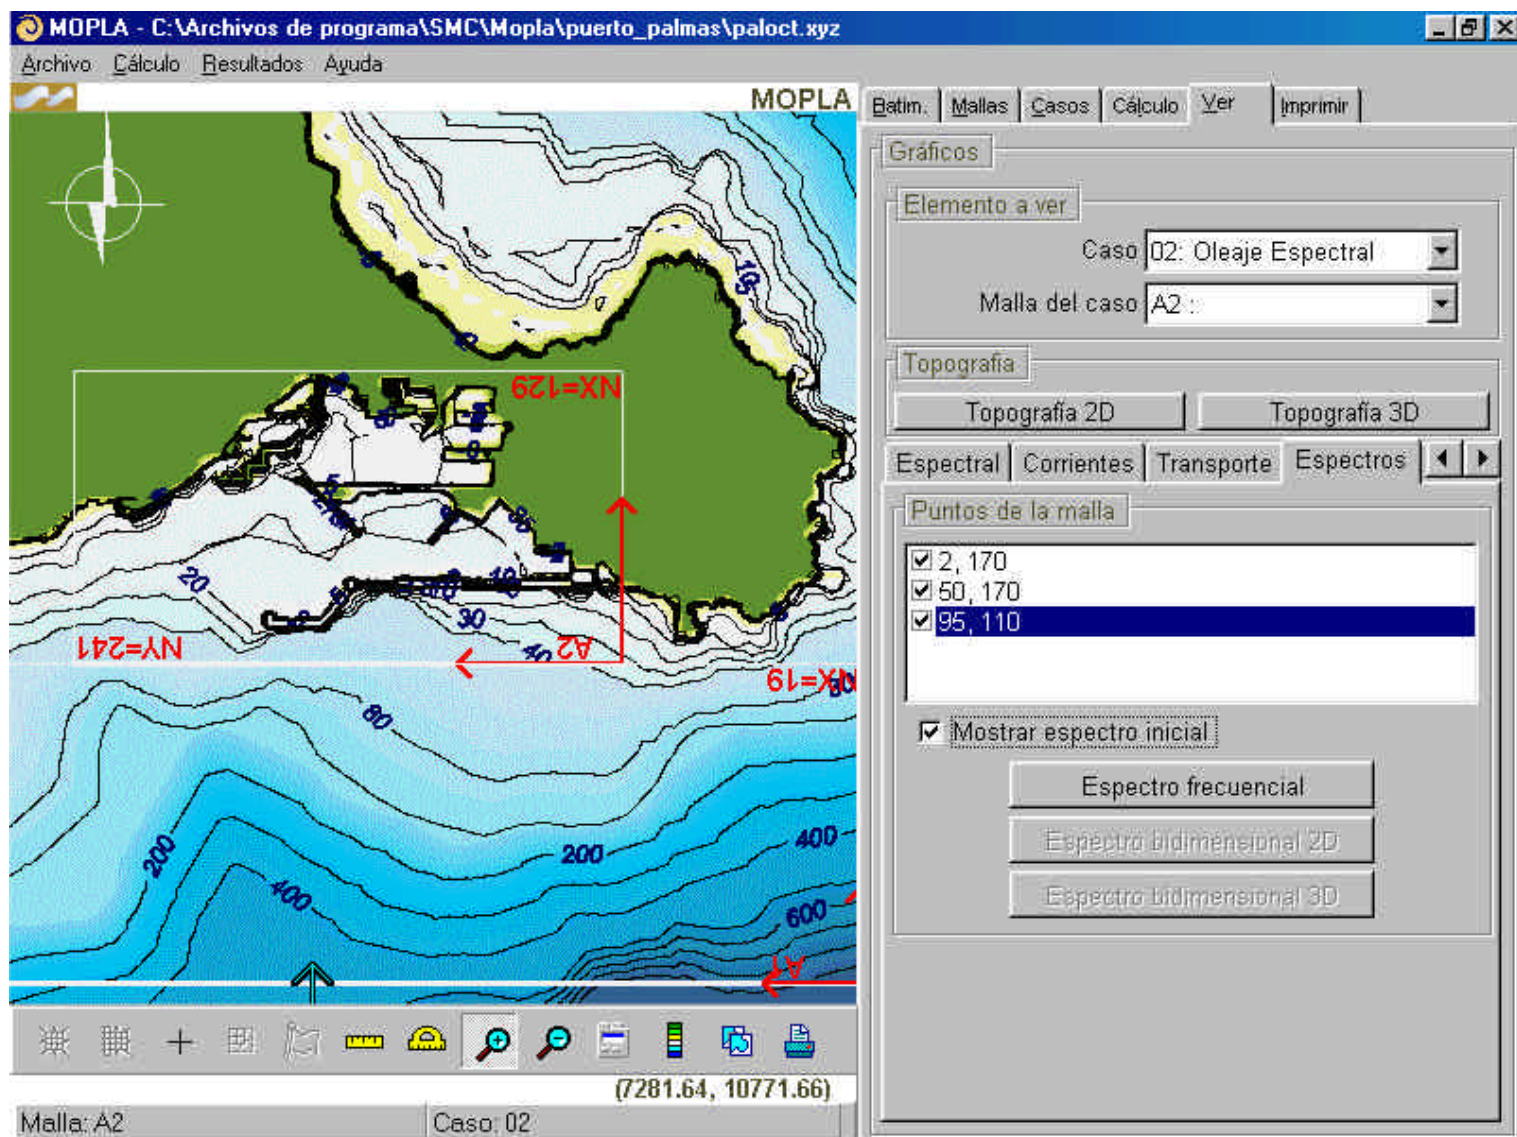 MOPLA - C:\Archivos de programa\SMC\Mopla\puerto_palmas\paloct.xyz
Archivo Cálculo Resultados Ayuda
MOPLA
Batim. Mallas Casos Cálculo Ver Imprimir
Gráficos
Elemento a ver
Caso 02: Oleaje Espectral
Malla del caso A2 :
Topografía
Topografía 2D Topografía 3D
Espectral Corrientes Transporte Espectros
Puntos de la malla
2, 170
50, 170
95, 110
Mostrar espectro inicial
Espectro frecuencial
Espectro bidimensional 2D
Espectro bidimensional 3D
NX=129
20
30
40
A2
NY=241
NX=19
80
200
200
400
400
600
A1
(7281.64, 10771.66)
Malla: A2 Caso: 02